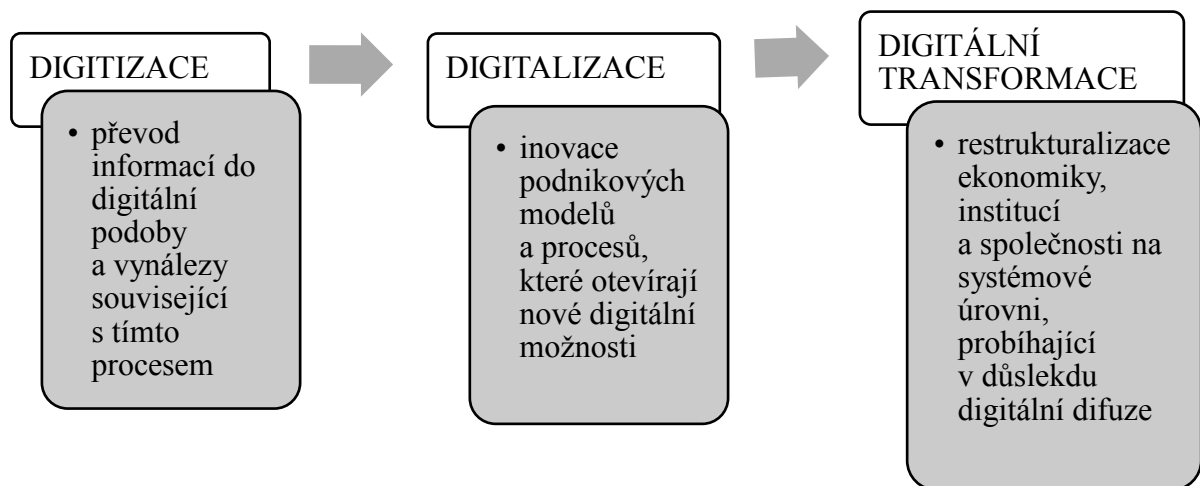 DIGITIZACE
• převod
informací do
digitální
podoby
a vynálezy
související
s tímto
procesem
DIGITALIZACE
• inovace
podnikových
modelů
a procesů,
které otevírají
nové digitální
možnosti
DIGITÁLNÍ
TRANSFORMACE
• restrukturalizace
ekonomiky,
institucí
a společnosti na
systémové
úrovni,
probíhající
v důslekdu
digitální difuze